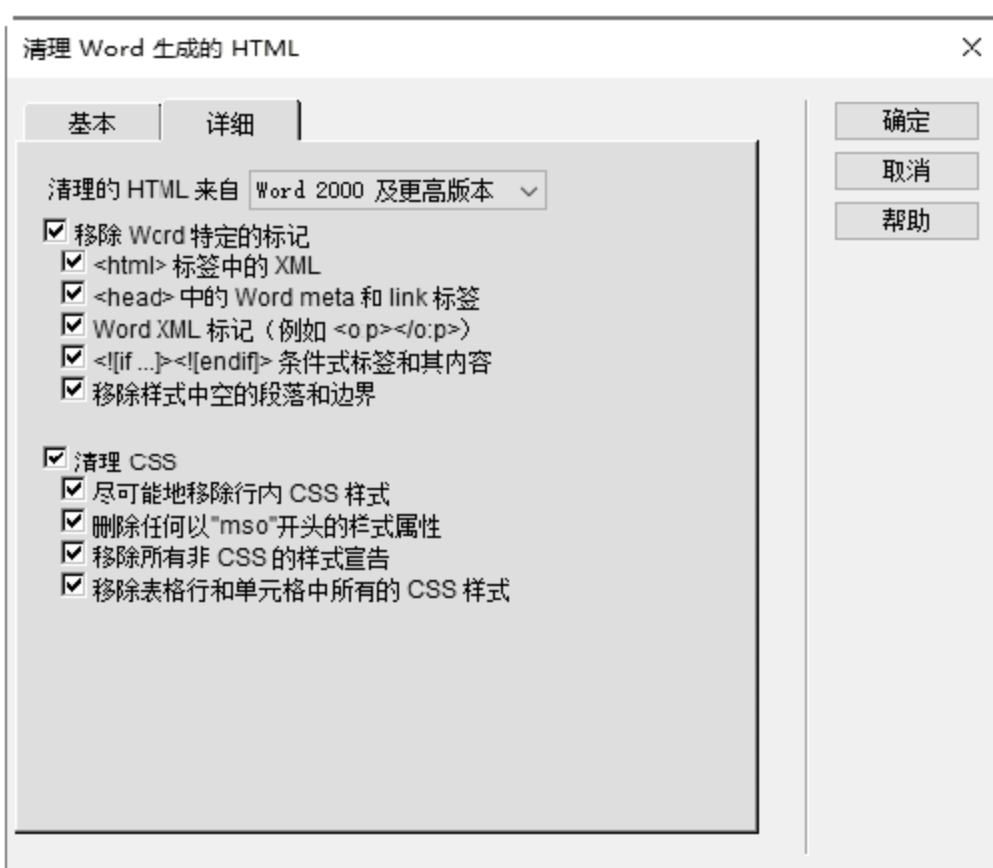 清理 Word 生成的 HTML
基本 详细
确定
取消
帮助
清理的 HTML 来自 Word 2000 及更高版本
移除 Word 特定的标记
<html> 标签中的 XML
<head> 中的 Word meta 和 link 标签
Word XML 标记（例如 <o:p></o:p>）
<![if ...]><![endif]> 条件式标签和其内容
移除样式中空的段落和边界
清理 CSS
尽可能地移除行内 CSS 样式
删除任何以"mso"开头的样式属性
移除所有非 CSS 的样式宣告
移除表格行和单元格中所有的 CSS 样式